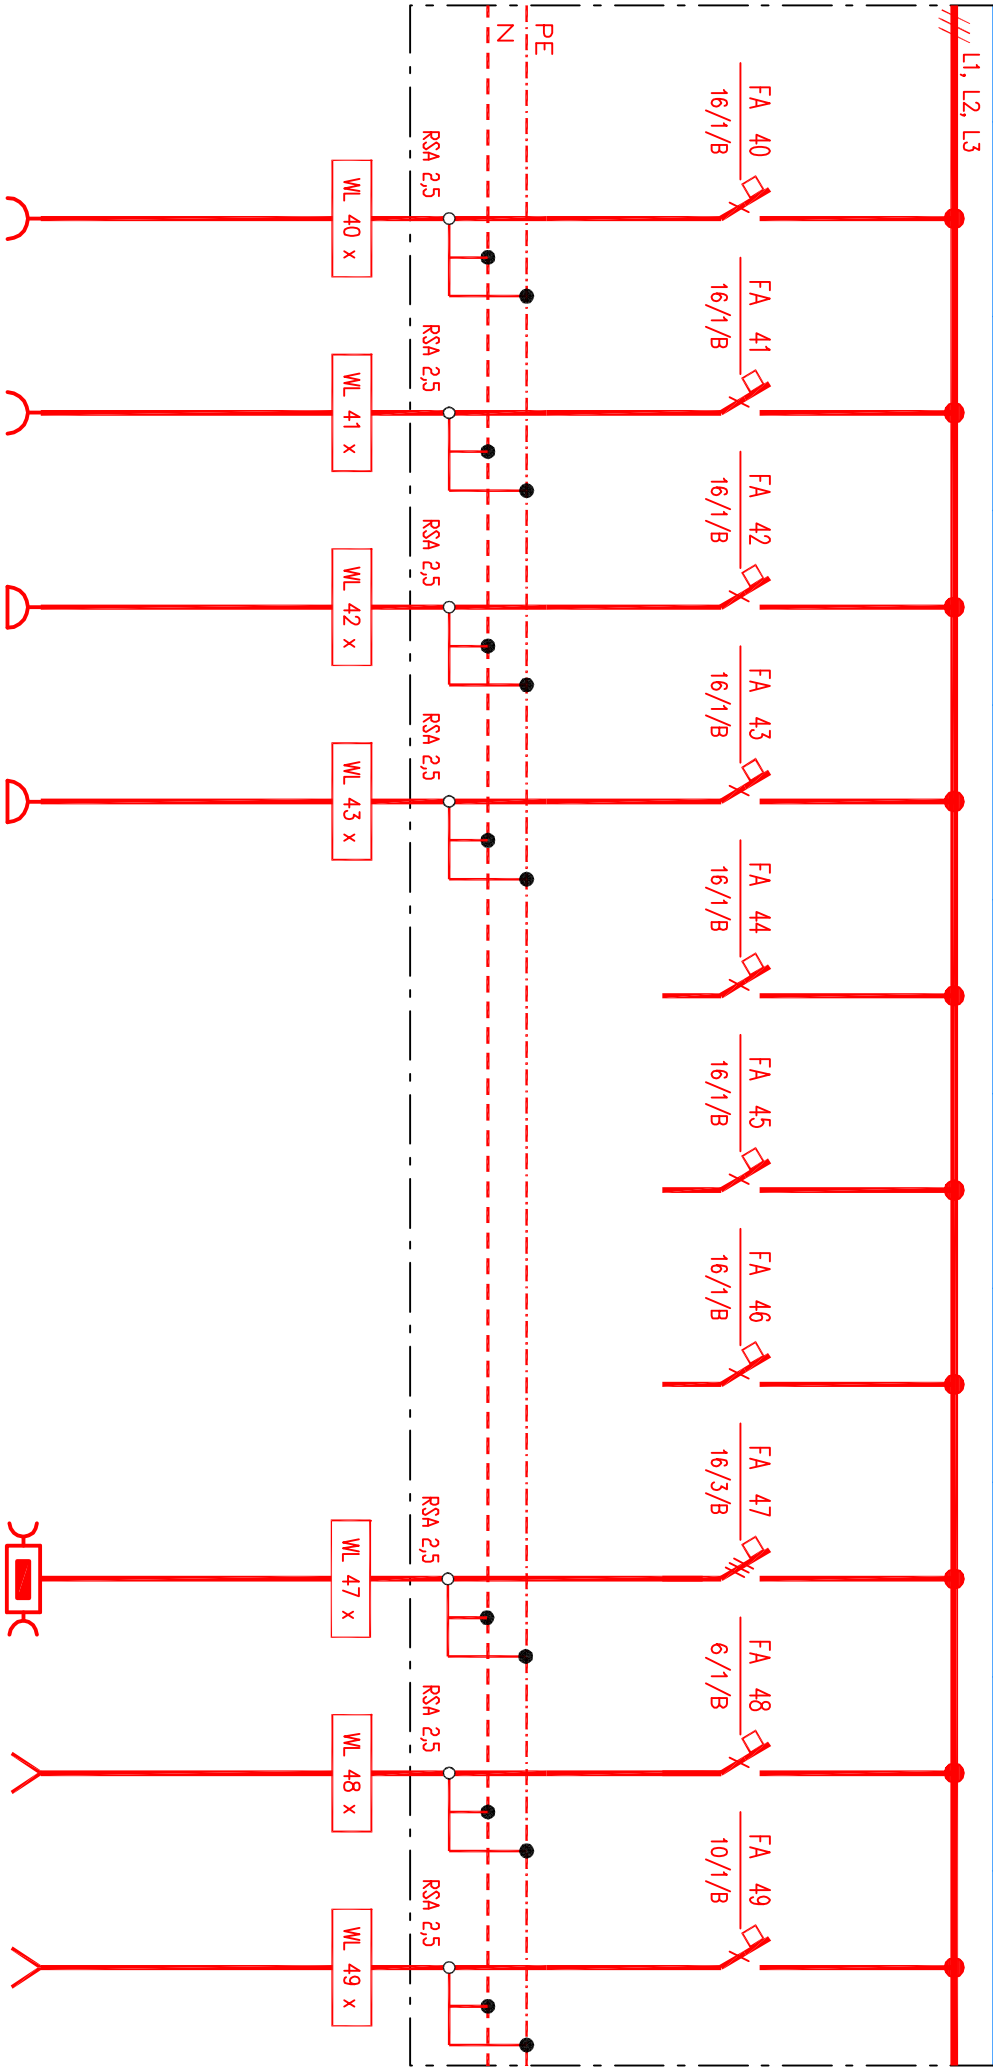 L1, L2, L3
PE
N
FA 40
16/1/B
RSA 2,5
WL 40 x
FA 41
16/1/B
RSA 2,5
WL 41 x
FA 42
16/1/B
RSA 2,5
WL 42 x
FA 43
16/1/B
RSA 2,5
WL 43 x
FA 44
16/1/B
FA 45
16/1/B
FA 46
16/1/B
FA 47
16/3/B
RSA 2,5
WL 47 x
FA 48
6/1/B
RSA 2,5
WL 48 x
FA 49
10/1/B
RSA 2,5
WL 49 x